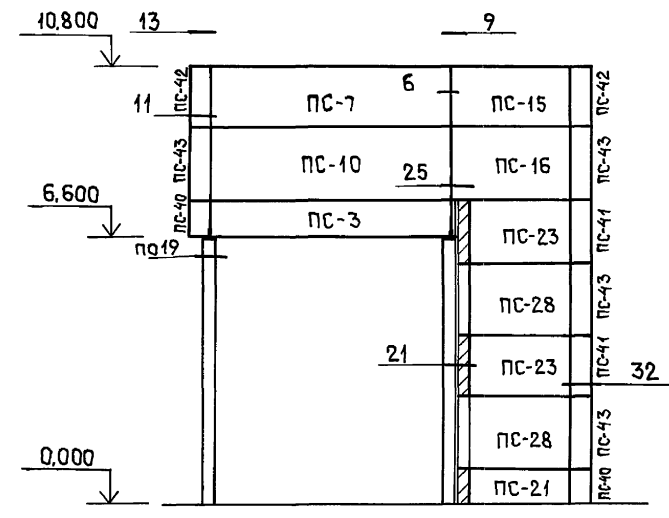 10,800
13
9
ПС-42
11
ПС-7
6
ПС-15
ПС-42
ПС-43
ПС-10
25
ПС-16
ПС-43
6,600
ПС-40
ПС-3
ПС-23
ПС-41
по19
ПС-28
ПС-43
21
ПС-23
ПС-41
32
0,000
ПС-28
ПС-43
ПС-21
ПС-40